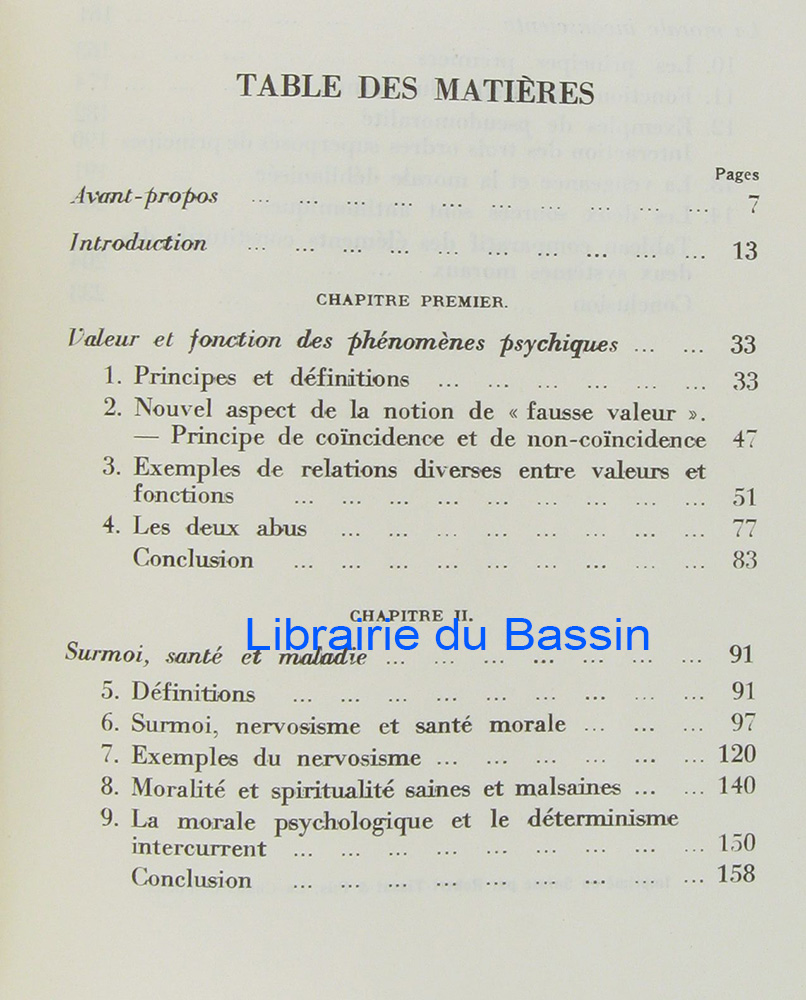 TABLE DES MATIÈRES
Pages
Avant-propos ... ... ... ... ... ... ... ... ... ... 7
Introduction ... ... ... ... ... ... ... ... ... ... 13
CHAPITRE PREMIER.
Valeur et fonction des phénomènes psychiques ... ... 33
1. Principes et définitions ... ... ... ... ... ... 33
2. Nouvel aspect de la notion de « fausse valeur ».
— Principe de coïncidence et de non-coïncidence 47
3. Exemples de relations diverses entre valeurs et
fonctions ... ... ... ... ... ... ... ... ... 51
4. Les deux abus ... ... ... ... ... ... ... ... 77
Conclusion ... ... ... ... ... ... ... ... ... 83
CHAPITRE II.
Librairie du Bassin
Surmoi, santé et maladie ... ... ... ... ... ... ... 91
5. Définitions ... ... ... ... ... ... ... ... ... 91
6. Surmoi, nervosisme et santé morale ... ... ... 97
7. Exemples du nervosisme ... ... ... ... ... ... 120
8. Moralité et spiritualité saines et malsaines ... ... 140
9. La morale psychologique et le déterminisme
intercurrent ... ... ... ... ... ... ... ... ... 150
Conclusion ... ... ... ... ... ... ... ... ... 158